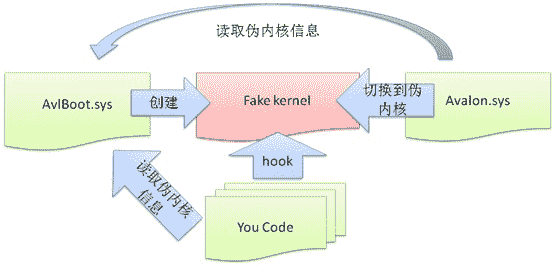 读取伪内核信息
AvlBoot.sys
创建
Fake kernel
切换到伪
内核
Avalon.sys
hook
读取伪内核
信息
You Code